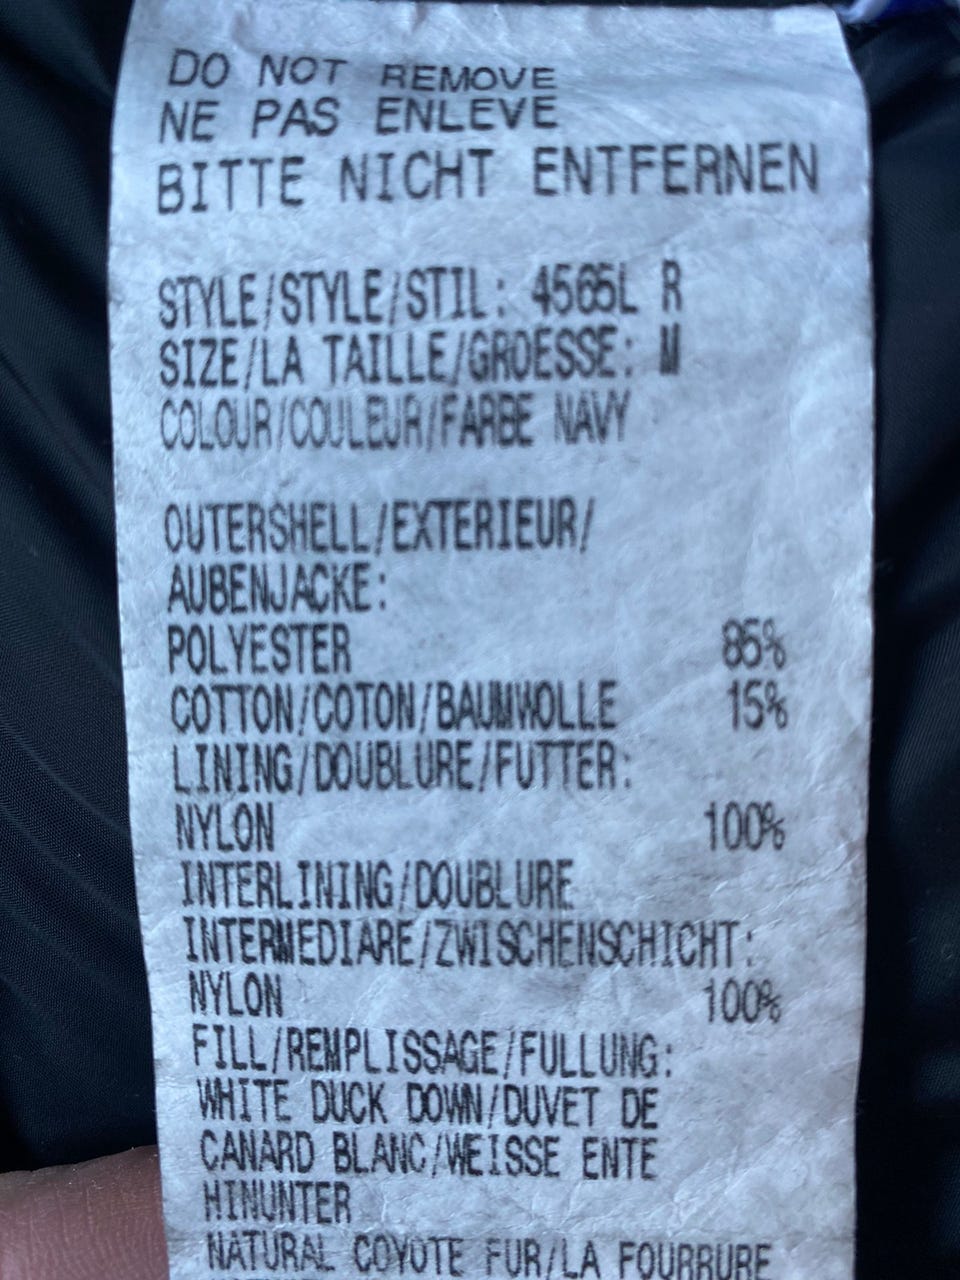 DO NOT REMOVE
NE PAS ENLEVE
BITTE NICHT ENTFERNEN
STYLE/STYLE/STIL: 4565L R
SIZE/LA TAILLE/GROESSE: M
COLOUR/COULEUR/FARBE NAVY
OUTERSHELL/EXTERIEUR/
AUBENJACKE:
POLYESTER 85%
COTTON/COTON/BAUMWOLLE 15%
LINING/DOUBLURE/FUTTER:
NYLON 100%
INTERLINING/DOUBLURE
INTERMEDIARE/ZWISCHENSCHICHT:
NYLON 100%
FILL/REMPLISSAGE/FULLUNG:
WHITE DUCK DOWN/DUVET DE
CANARD BLANC/WEISSE ENTE
HINUNTER
NATURAL COYOTE FUR/LA FOURRURE